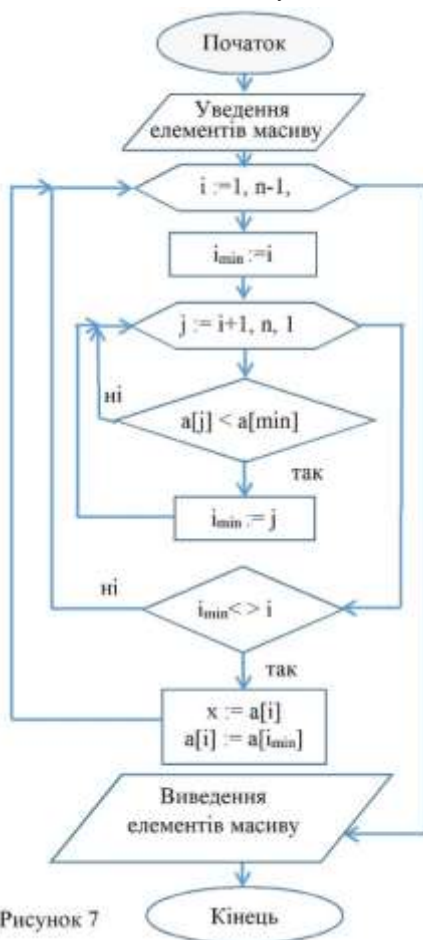 Початок
Уведення
елементів масиву
i :=1, n-1,
imin :=i
j := i+1, n, 1
ні
a[j] < a[min]
так
imin := j
ні
imin< > i
так
x := a[i]
a[i] := a[imin]
Виведення
елементів масиву
Рисунок 7
Кінець